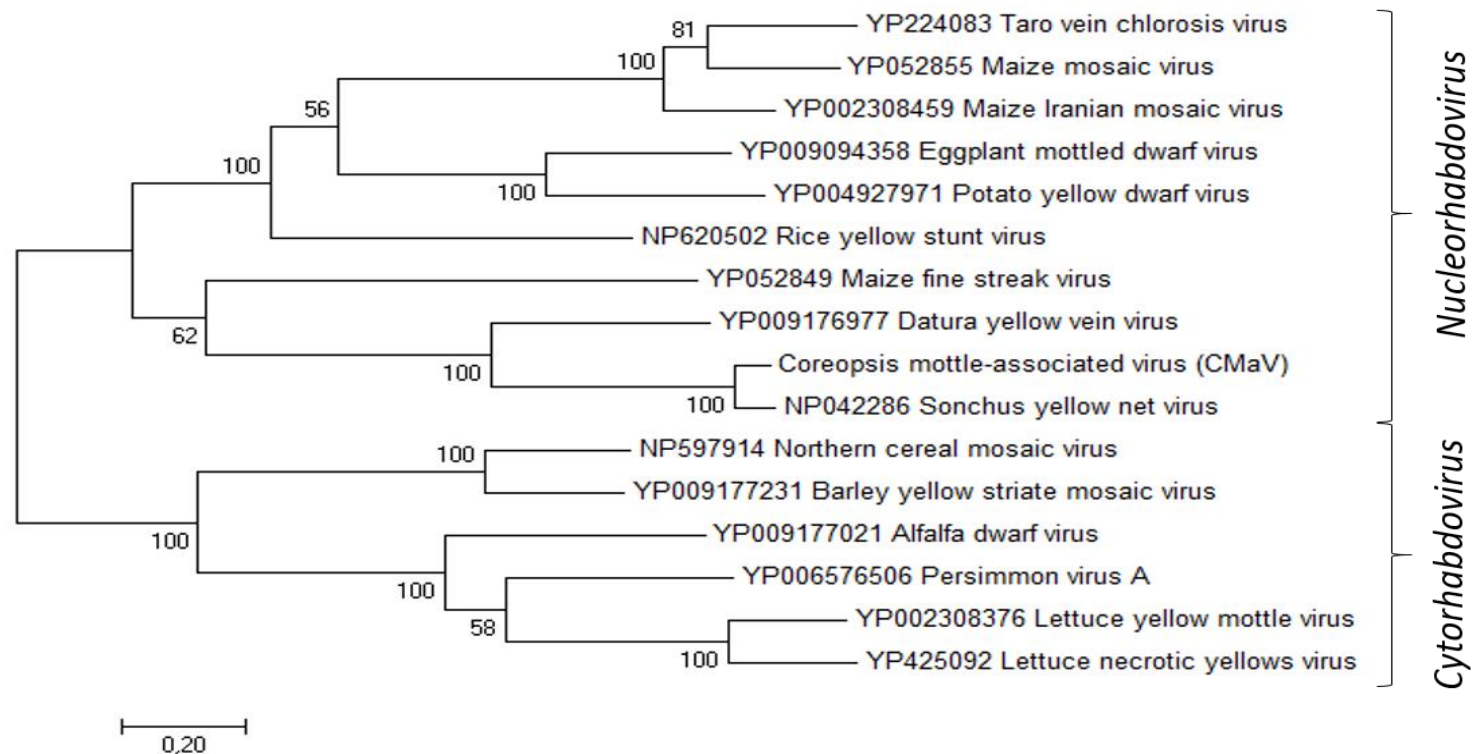 81
YP224083 Taro vein chlorosis virus
100
YP052855 Maize mosaic virus
56
YP002308459 Maize Iranian mosaic virus
100
YP009094358 Eggplant mottled dwarf virus
100
YP004927971 Potato yellow dwarf virus
NP620502 Rice yellow stunt virus
YP052849 Maize fine streak virus
62
YP009176977 Datura yellow vein virus
100
Coreopsis mottle-associated virus (CMaV)
100
NP042286 Sonchus yellow net virus
100
NP597914 Northern cereal mosaic virus
YP009177231 Barley yellow striate mosaic virus
100
YP009177021 Alfalfa dwarf virus
100
YP006576506 Persimmon virus A
58
YP002308376 Lettuce yellow mottle virus
100
YP425092 Lettuce necrotic yellows virus
Nucleorhabdovirus
Cytorhabdovirus
0,20